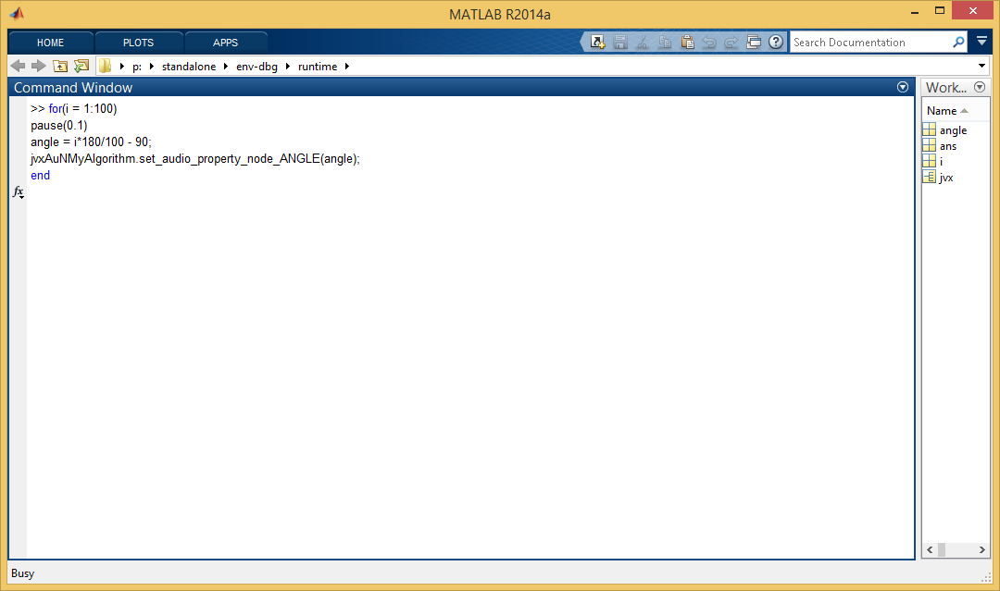 MATLAB R2014a
HOME PLOTS APPS
Search Documentation
p: standalone env-dbg runtime
Command Window
>> for(i = 1:100)
pause(0.1)
angle = i*180/100 - 90;
jvxAuNMyAlgorithm.set_audio_property_node_ANGLE(angle);
end
fx
Work...
Name
angle
ans
i
jvx
Busy